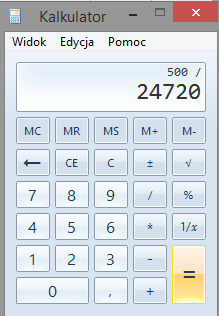 Kalkulator
Widok Edycja Pomoc
500 /
24720
MC MR MS M+ M-
← CE C ± √
7 8 9 / %
4 5 6 * 1/x
1 2 3 - =
0 , +